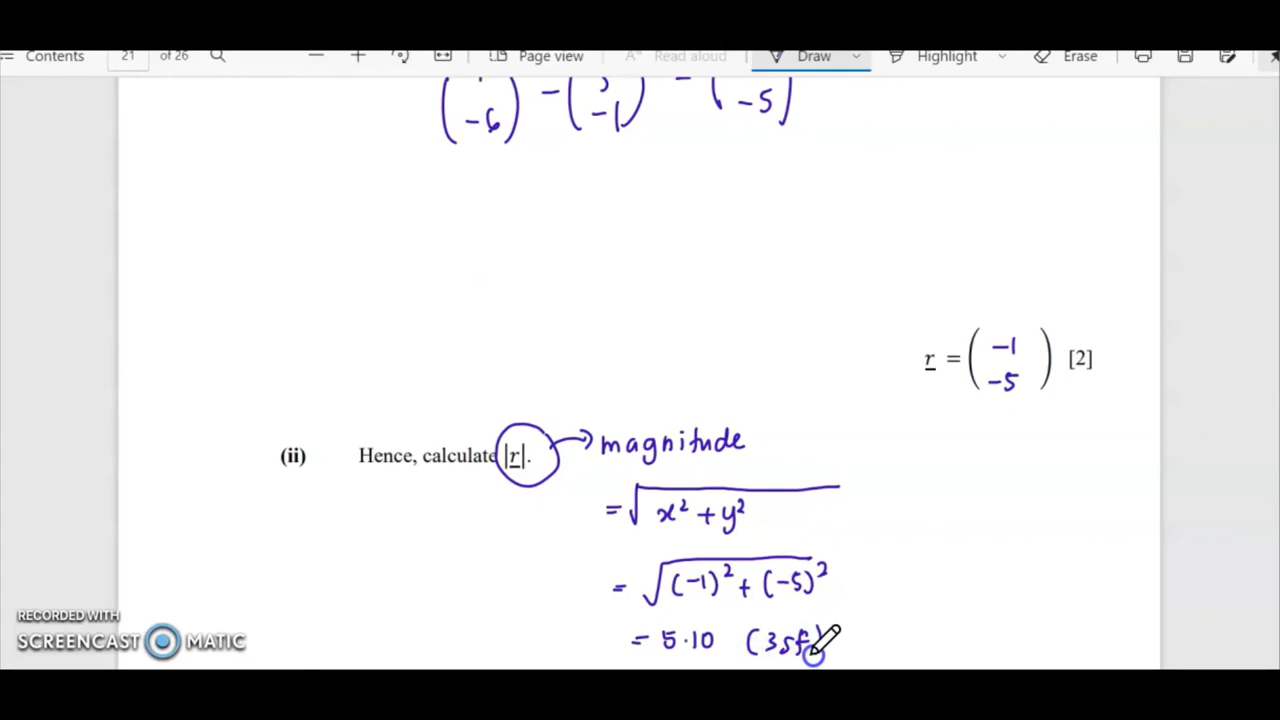 Contents 21 of 26 Page view Read aloud Draw Highlight Erase
-6 - -1 - -5
r = ( -1 -5 ) [2]
(ii) Hence, calculate |r|. → magnitude
= √ x² + y²
= √ (-1)² + (-5)²
= 5.10 (3sf)
RECORDED WITH
SCREENCAST MATIC